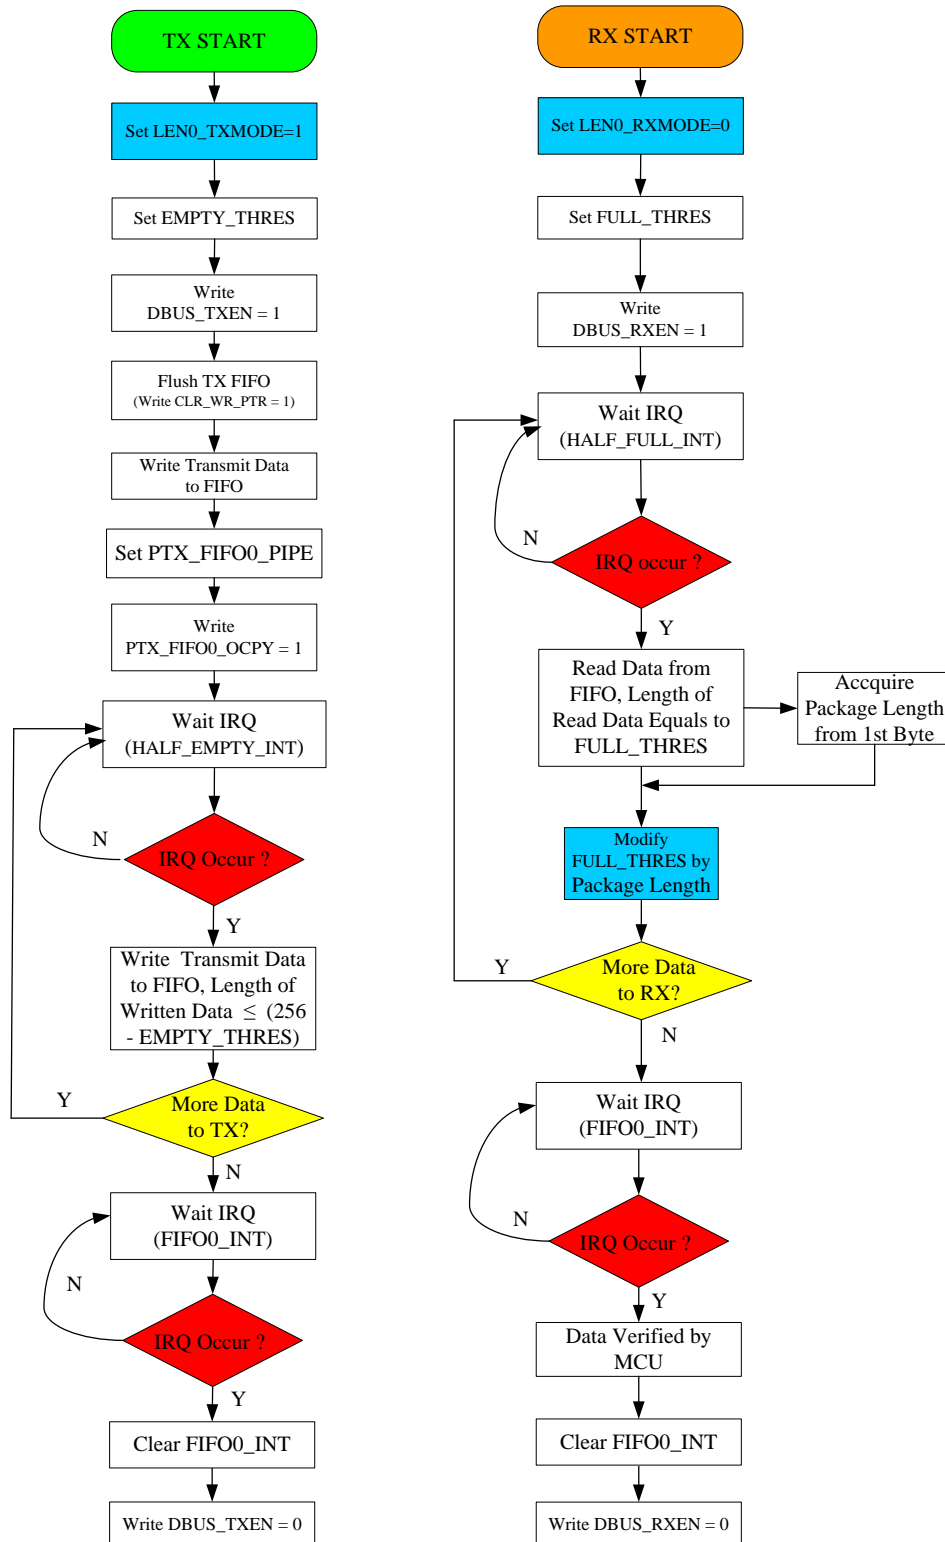 TX START
Set LEN0_TXMODE=1
Set EMPTY_THRES
Write
DBUS_TXEN = 1
Flush TX FIFO
(Write CLR_WR_PTR = 1)
Write Transmit Data
to FIFO
Set PTX_FIFO0_PIPE
Write
PTX_FIFO0_OCPY = 1
Wait IRQ
(HALF_EMPTY_INT)
N
IRQ Occur ?
Y
Write Transmit Data
to FIFO, Length of
Written Data ≤ (256
- EMPTY_THRES)
Y
More Data
to TX?
N
Wait IRQ
(FIFO0_INT)
N
IRQ Occur ?
Y
Clear FIFO0_INT
Write DBUS_TXEN = 0
RX START
Set LEN0_RXMODE=0
Set FULL_THRES
Write
DBUS_RXEN = 1
Wait IRQ
(HALF_FULL_INT)
N
IRQ occur ?
Y
Read Data from
FIFO, Length of
Read Data Equals to
FULL_THRES
Accquire
Package Length
from 1st Byte
Modify
FULL_THRES by
Package Length
Y
More Data
to RX?
N
Wait IRQ
(FIFO0_INT)
N
IRQ Occur ?
Y
Data Verified by
MCU
Clear FIFO0_INT
Write DBUS_RXEN = 0